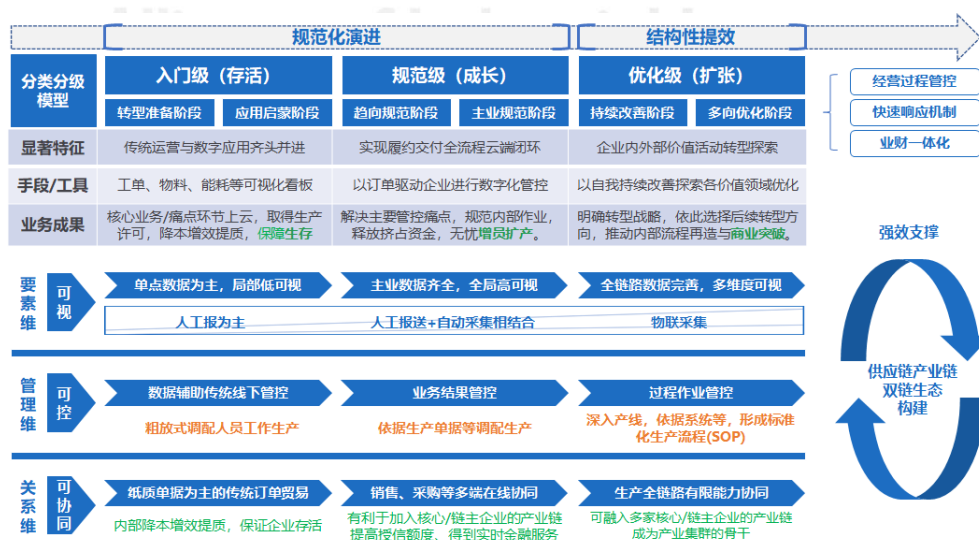 规范化演进
结构性提效
分类分级
模型
入门级（存活）
规范级（成长）
优化级（扩张）
转型准备阶段
应用启蒙阶段
趋向规范阶段
主业规范阶段
持续改善阶段
多向优化阶段
经营过程管控
快速响应机制
业财一体化
显著特征
传统运营与数字应用齐头并进
实现履约交付全流程云端闭环
企业内外部价值活动转型探索
手段/工具
工单、物料、能耗等可视化看板
以订单驱动企业进行数字化管控
以自我持续改善探索各价值领域优化
业务成果
核心业务/痛点环节上云，取得生产
许可，降本增效提质，保障生存
解决主要管控痛点，规范内部作业，
释放挤占资金，无忧增员扩产。
明确转型战略，依此选择后续转型方
向，推动内部流程再造与商业突破。
强效支撑
要素维
可视
单点数据为主，局部低可视
主业数据齐全，全局高可视
全链路数据完善，多维度可视
人工报为主
人工报送+自动采集相结合
物联采集
管理维
可控
数据辅助传统线下管控
业务结果管控
过程作业管控
粗放式调配人员工作生产
依据生产单据等调配生产
深入产线，依据系统等，形成标准
化生产流程(SOP)
供应链产业链
双链生态
构建
关系维
可协同
纸质单据为主的传统订单贸易
销售、采购等多端在线协同
生产全链路有限能力协同
内部降本增效提质，保证企业存活
有利于加入核心/链主企业的产业链
提高授信额度、得到实时金融服务
可融入多家核心/链主企业的产业链
成为产业集群的骨干